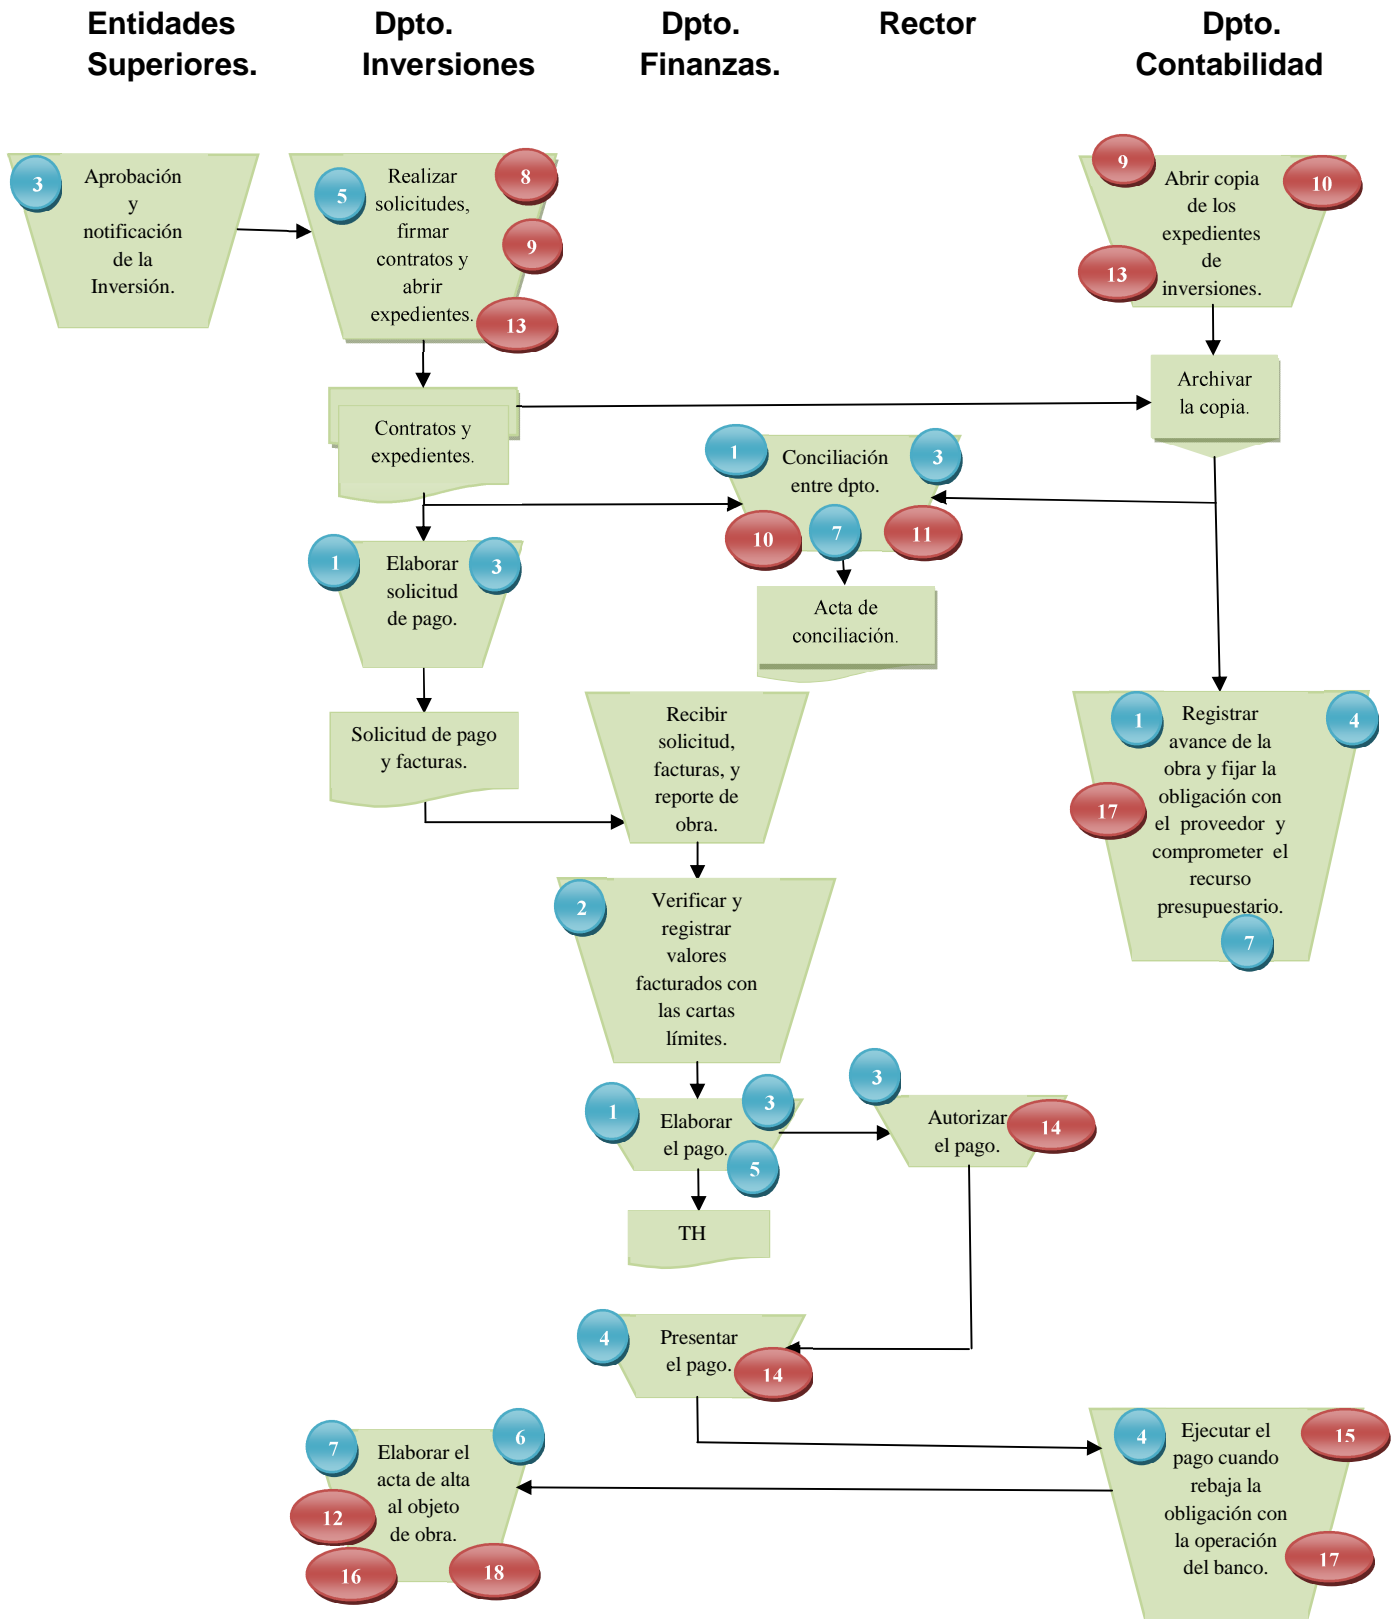 Entidades
Superiores.
Dpto.
Inversiones
Dpto.
Finanzas.
Rector
Dpto.
Contabilidad
3
Aprobación
y
notificación
de la
Inversión.
5
Realizar
solicitudes,
firmar
contratos y
abrir
expedientes.
8
9
13
9
Abrir copia
de los
expedientes
de
inversiones.
10
13
Contratos y
expedientes.
Archivar
la copia.
1
Conciliación
entre dpto.
3
10
7
11
1
Elaborar
solicitud
de pago.
3
Acta de
conciliación.
Solicitud de pago
y facturas.
Recibir
solicitud,
facturas, y
reporte de
obra.
1
Registrar
avance de la
obra y fijar la
obligación con
el proveedor y
comprometer el
recurso
presupuestario.
4
17
7
2
Verificar y
registrar
valores
facturados con
las cartas
límites.
1
Elaborar
el pago.
3
5
3
Autorizar
el pago.
14
TH
4
Presentar
el pago.
14
7
Elaborar el
acta de alta
al objeto
de obra.
6
12
16
18
4
Ejecutar el
pago cuando
rebaja la
obligación con
la operación
del banco.
15
17